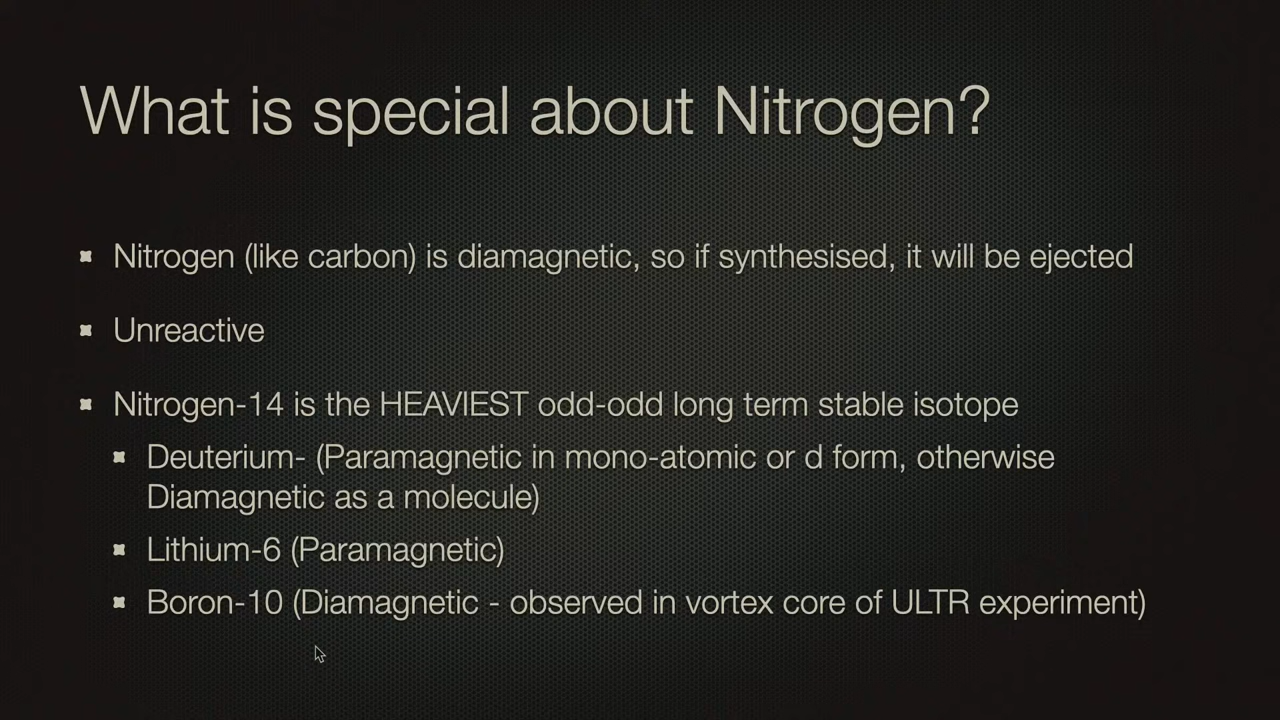 What is special about Nitrogen?
Nitrogen (like carbon) is diamagnetic, so if synthesised, it will be ejected
Unreactive
Nitrogen-14 is the HEAVIEST odd-odd long term stable isotope
Deuterium- (Paramagnetic in mono-atomic or d form, otherwise
Diamagnetic as a molecule)
Lithium-6 (Paramagnetic)
Boron-10 (Diamagnetic - observed in vortex core of ULTR experiment)